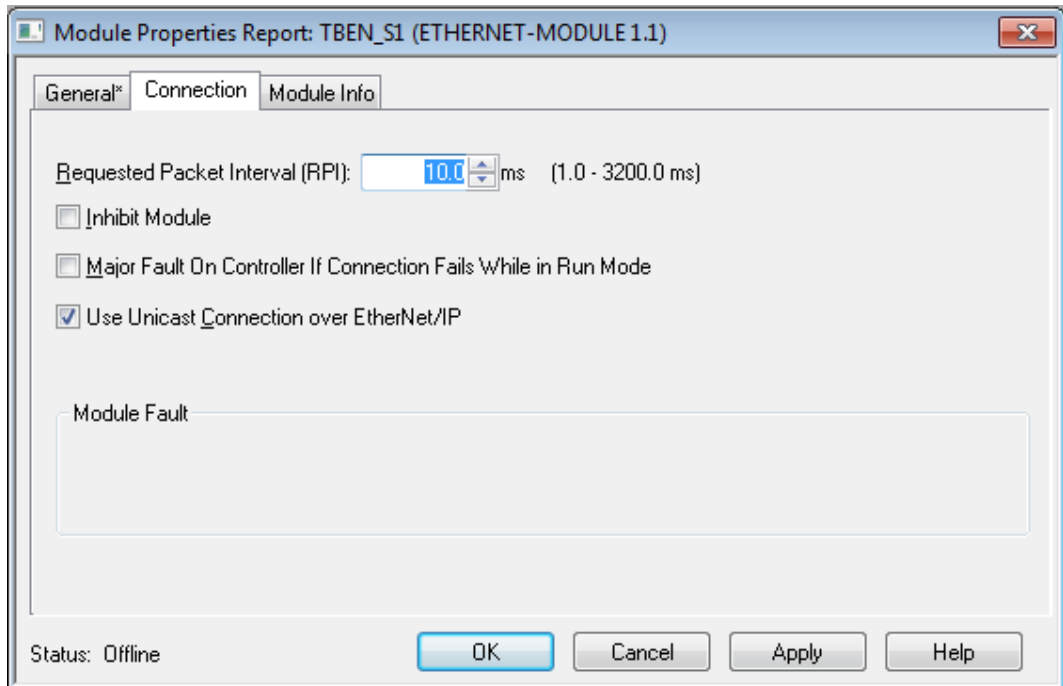 Module Properties Report: TBEN_S1 (ETHERNET-MODULE 1.1)
General* Connection Module Info
Requested Packet Interval (RPI): 10.0 ms (1.0 - 3200.0 ms)
Inhibit Module
Major Fault On Controller If Connection Fails While in Run Mode
Use Unicast Connection over EtherNet/IP
Module Fault
Status: Offline OK Cancel Apply Help